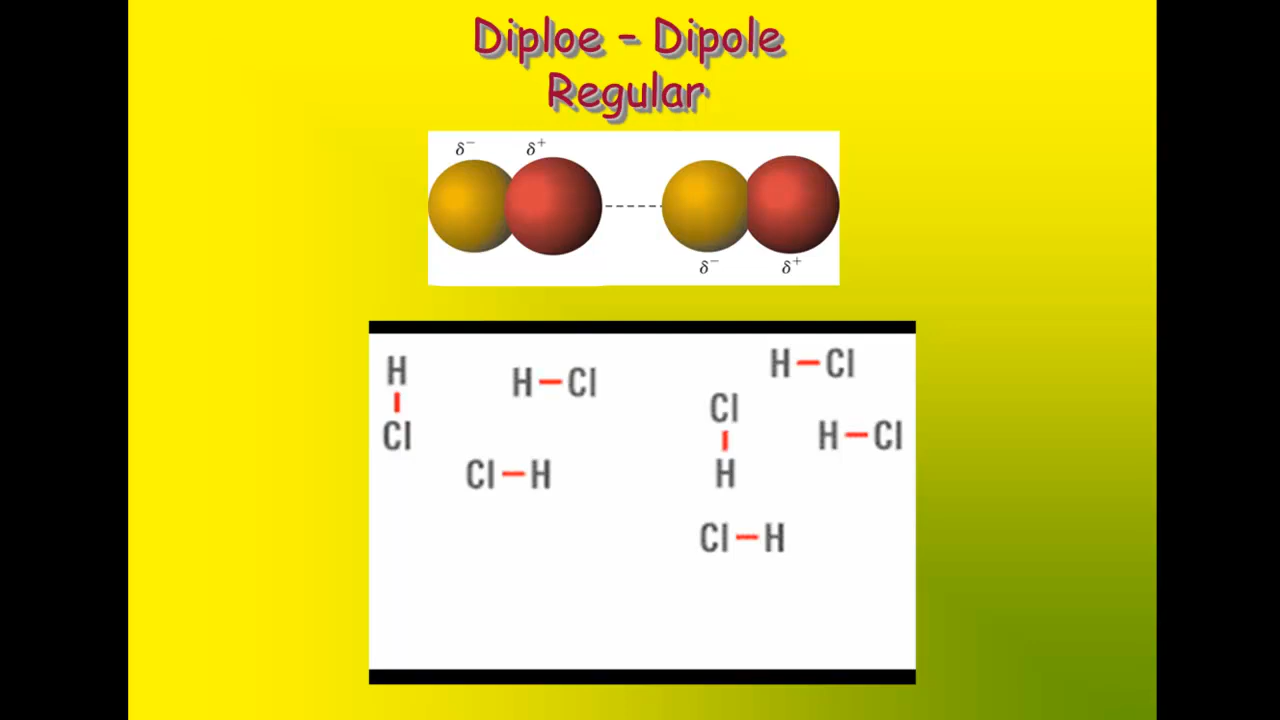 Diploe – Dipole
Regular
δ⁻ δ⁺
δ⁻ δ⁺
H–Cl
H–Cl
H–Cl
Cl–H
H–Cl
Cl–H
Cl–H